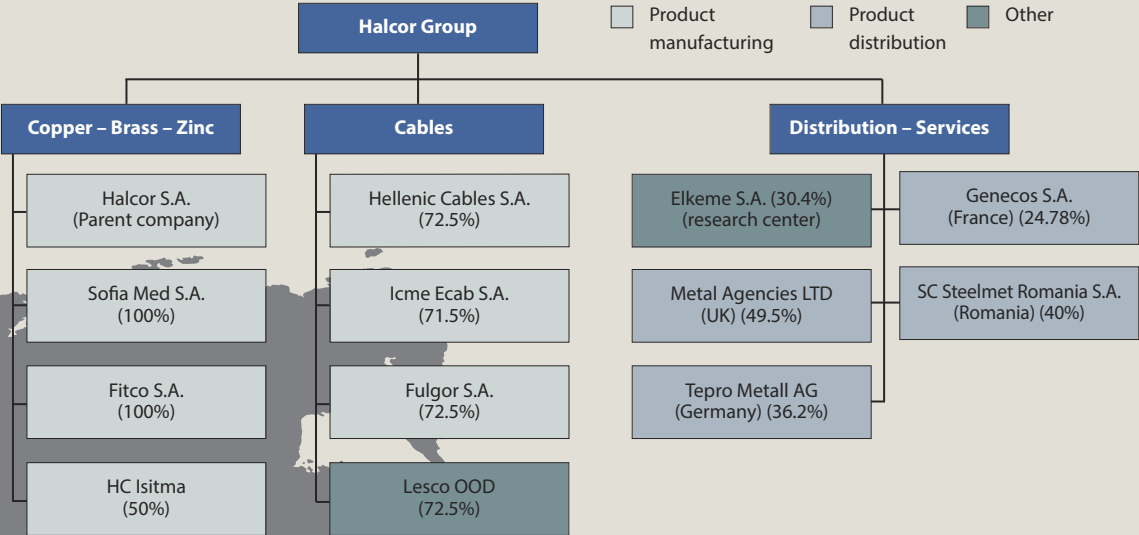 Halcor Group
Product
manufacturing
Product
distribution
Other
Copper – Brass – Zinc
Cables
Distribution – Services
Halcor S.A.
(Parent company)
Sofia Med S.A.
(100%)
Fitco S.A.
(100%)
HC Isitma
(50%)
Hellenic Cables S.A.
(72.5%)
Icme Ecab S.A.
(71.5%)
Fulgor S.A.
(72.5%)
Lesco OOD
(72.5%)
Elkeme S.A. (30.4%)
(research center)
Metal Agencies LTD
(UK) (49.5%)
Tepro Metall AG
(Germany) (36.2%)
Genecos S.A.
(France) (24.78%)
SC Steelmet Romania S.A.
(Romania) (40%)